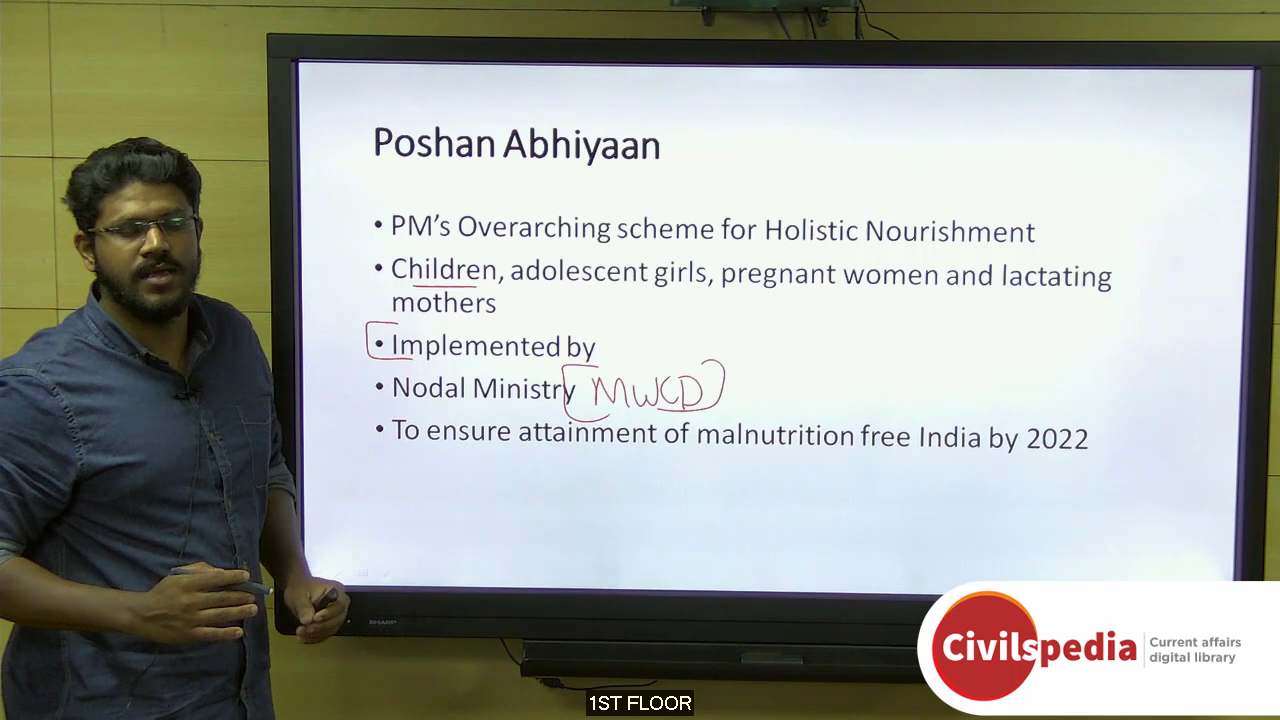 Poshan Abhiyaan
• PM's Overarching scheme for Holistic Nourishment
• Children, adolescent girls, pregnant women and lactating
mothers
• Implemented by
• Nodal Ministry MWCD
• To ensure attainment of malnutrition free India by 2022
SHARP
Civilspedia
Current affairs
digital library
1ST FLOOR